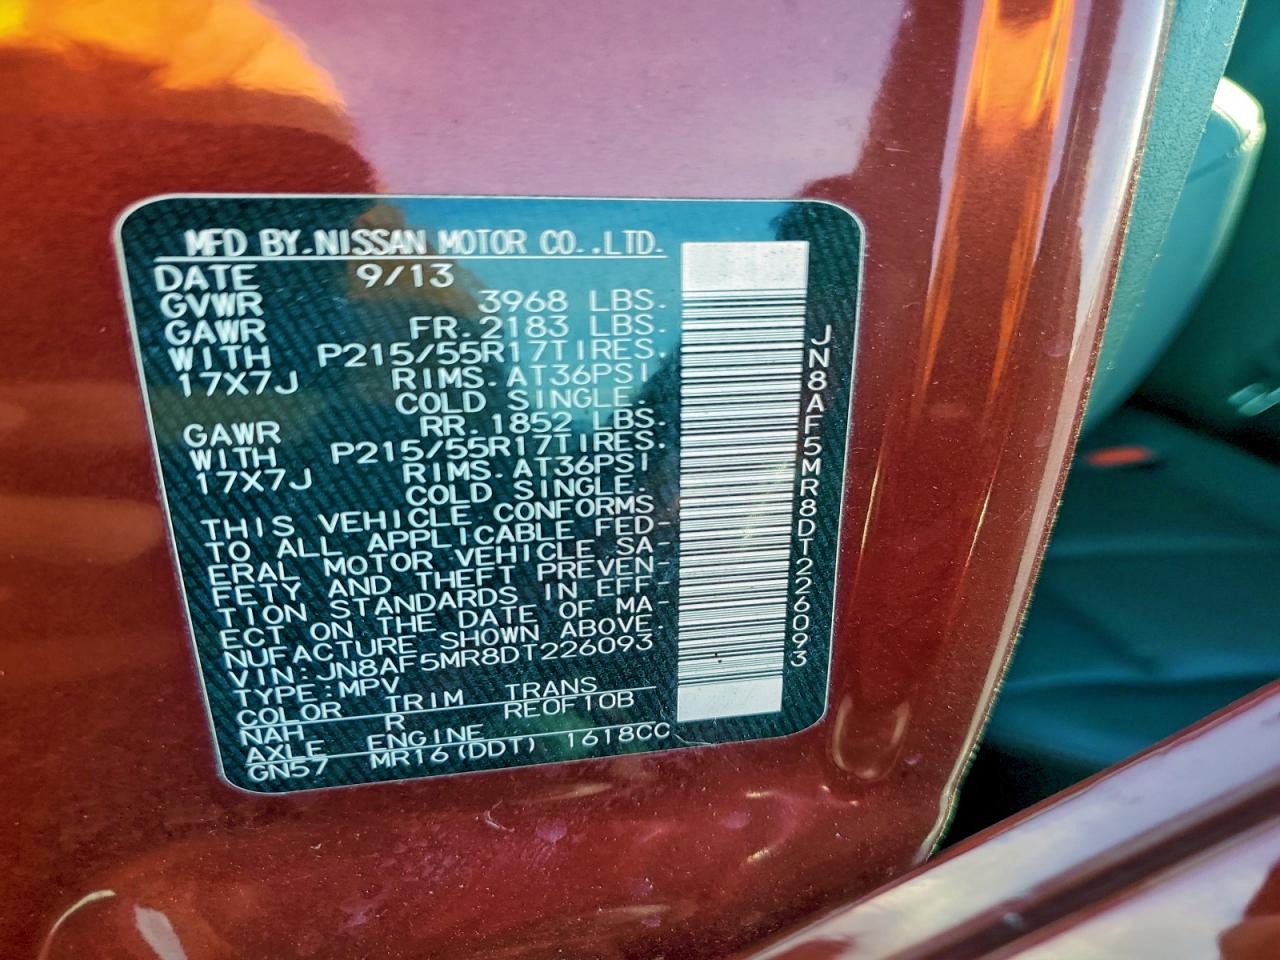 MFD BY.NISSAN MOTOR CO.,LTD.
DATE 9/13
GVWR 3968 LBS.
GAWR FR.2183 LBS.
WITH P215/55R17TIRES.
17X7J RIMS.AT36PSI
COLD SINGLE.
GAWR RR.1852 LBS.
WITH P215/55R17TIRES.
17X7J RIMS.AT36PSI
COLD SINGLE.
THIS VEHICLE CONFORMS
TO ALL APPLICABLE FED-
ERAL MOTOR VEHICLE SA-
FETY AND THEFT PREVEN-
TION STANDARDS IN EFF-
ECT ON THE DATE OF MA-
NUFACTURE SHOWN ABOVE.
VIN:JN8AF5MR8DT226093
TYPE:MPV
COLOR TRIM TRANS
NAH R RE0F10B
AXLE ENGINE
GN57 MR16(DDT) 1618CC
JN8AF5MR8DT226093